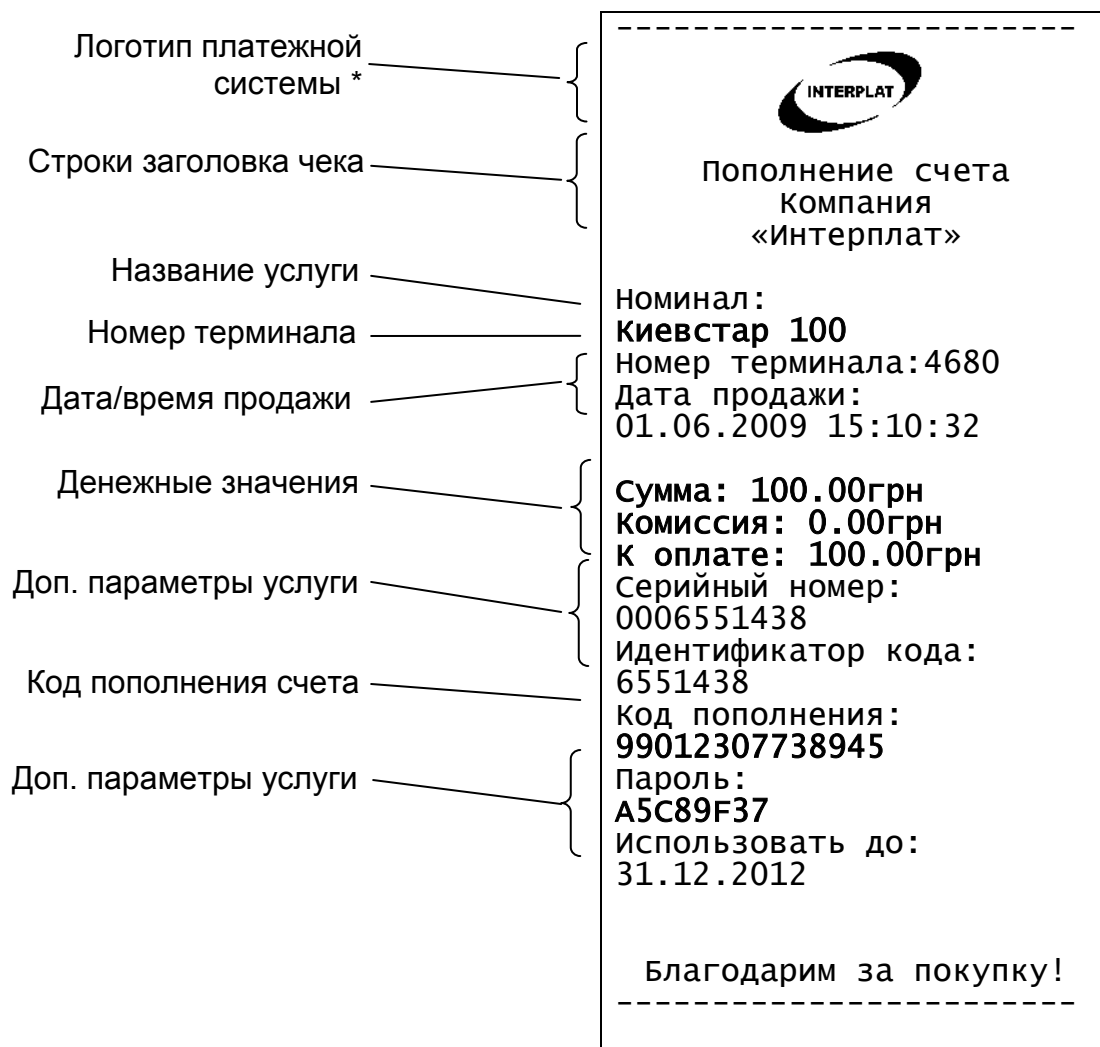 Логотип платежной
системы *
Строки заголовка чека
Название услуги
Номер терминала
Дата/время продажи
Денежные значения
Доп. параметры услуги
Код пополнения счета
Доп. параметры услуги
------------------------
INTERPLAT
Пополнение счета
Компания
«Интерплат»
Номинал:
Киевстар 100
Номер терминала:4680
Дата продажи:
01.06.2009 15:10:32
Сумма: 100.00грн
Комиссия: 0.00грн
К оплате: 100.00грн
Серийный номер:
0006551438
Идентификатор кода:
6551438
Код пополнения:
99012307738945
Пароль:
A5C89F37
Использовать до:
31.12.2012
Благодарим за покупку!
------------------------